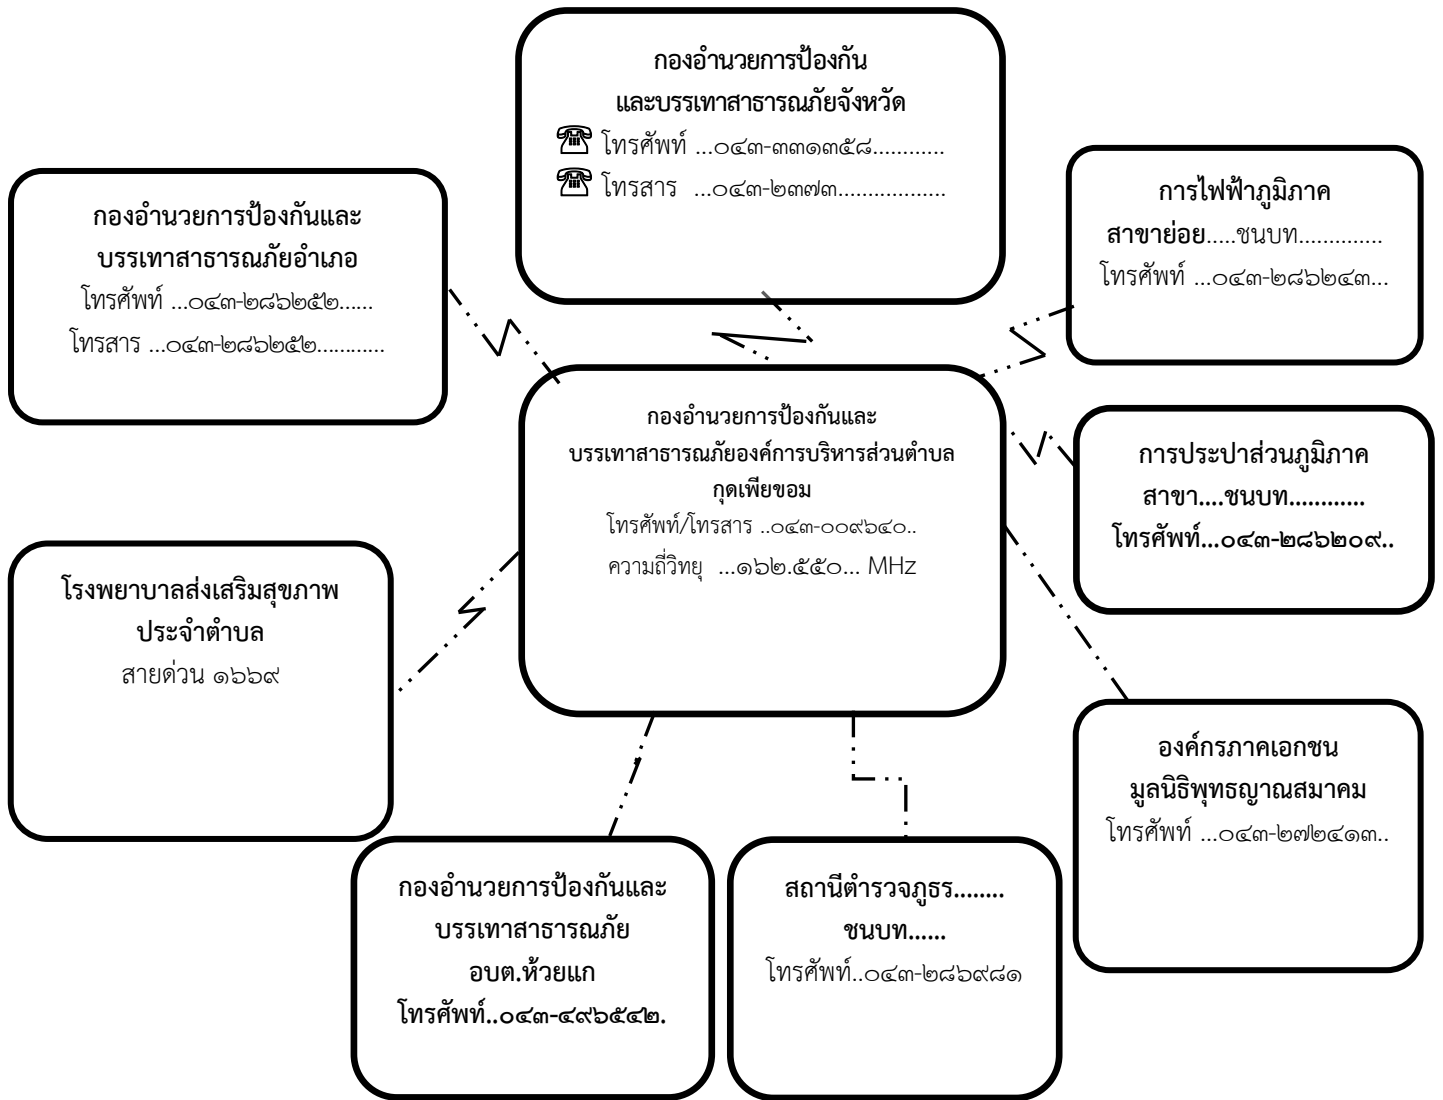 กองอำนวยการป้องกัน
และบรรเทาสาธารณภัยจังหวัด
☎ โทรศัพท์ ...๐๔๓-๓๓๑๓๕๘............
☎ โทรสาร ...๐๔๓-๒๓๗๓..................
กองอำนวยการป้องกันและ
บรรเทาสาธารณภัยอำเภอ
โทรศัพท์ ...๐๔๓-๒๘๖๒๕๒......
โทรสาร ...๐๔๓-๒๘๖๒๕๒............
การไฟฟ้าภูมิภาค
สาขาย่อย.....ชนบท..............
โทรศัพท์ ...๐๔๓-๒๘๖๒๔๓...
กองอำนวยการป้องกันและ
บรรเทาสาธารณภัยองค์การบริหารส่วนตำบล
กุดเพียขอม
โทรศัพท์/โทรสาร ..๐๔๓-๐๐๙๖๔๐..
ความถี่วิทยุ ...๑๖๒.๕๕๐... MHz
การประปาส่วนภูมิภาค
สาขา....ชนบท............
โทรศัพท์...๐๔๓-๒๘๖๒๐๙..
โรงพยาบาลส่งเสริมสุขภาพ
ประจำตำบล
สายด่วน ๑๖๖๙
องค์กรภาคเอกชน
มูลนิธิพุทธญาณสมาคม
โทรศัพท์ ...๐๔๓-๒๗๒๔๑๓..
กองอำนวยการป้องกันและ
บรรเทาสาธารณภัย
อบต.ห้วยแก
โทรศัพท์..๐๔๓-๔๙๖๕๔๒.
สถานีตำรวจภูธร........
ชนบท......
โทรศัพท์..๐๔๓-๒๘๖๙๘๑